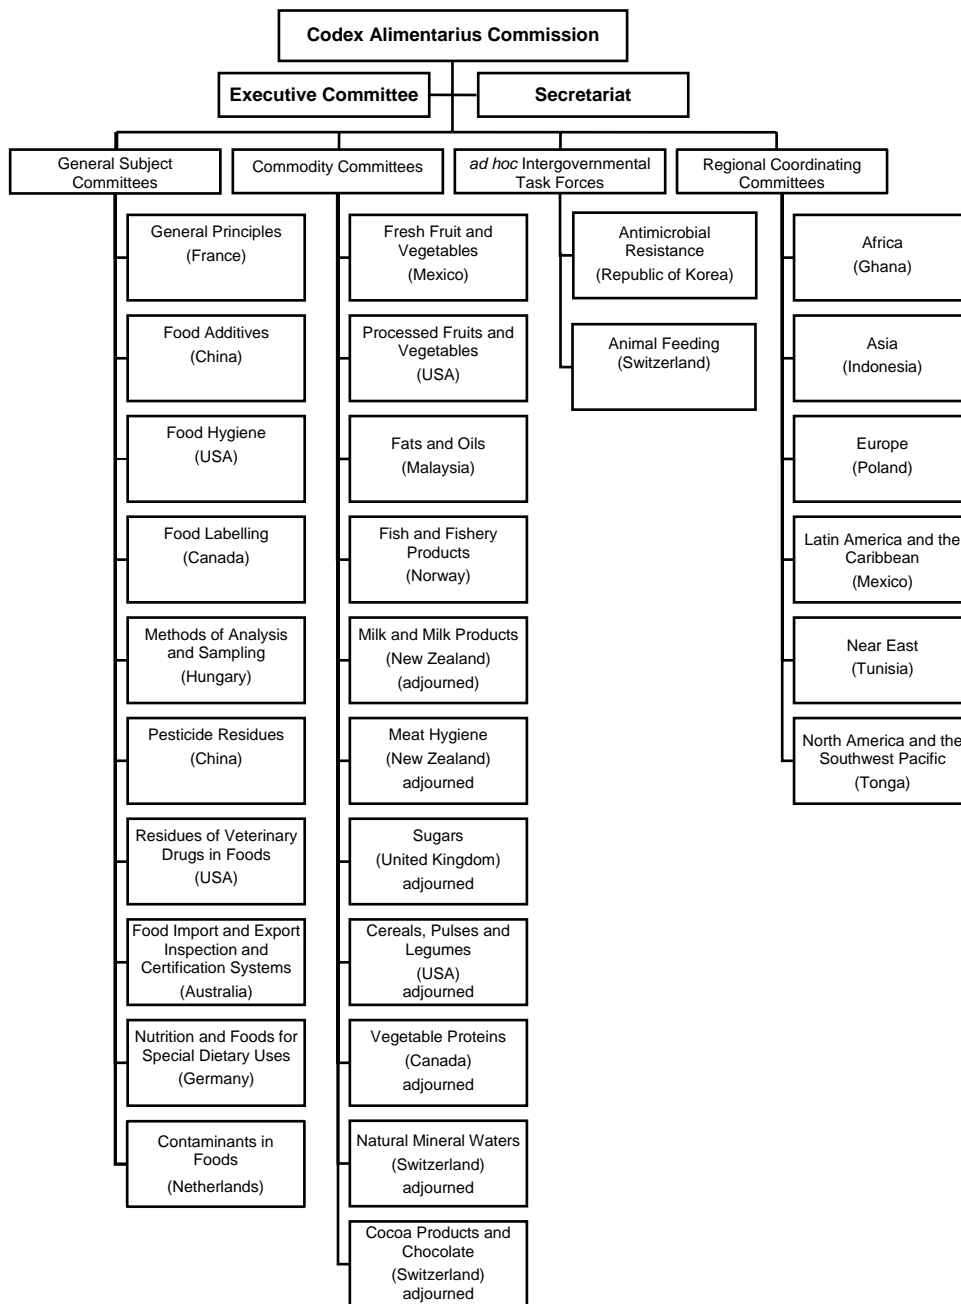 Codex Alimentarius Commission
Executive Committee
Secretariat
General Subject
Committees
Commodity Committees
ad hoc Intergovernmental
Task Forces
Regional Coordinating
Committees
General Principles
(France)
Food Additives
(China)
Food Hygiene
(USA)
Food Labelling
(Canada)
Methods of Analysis
and Sampling
(Hungary)
Pesticide Residues
(China)
Residues of Veterinary
Drugs in Foods
(USA)
Food Import and Export
Inspection and
Certification Systems
(Australia)
Nutrition and Foods for
Special Dietary Uses
(Germany)
Contaminants in
Foods
(Netherlands)
Fresh Fruit and
Vegetables
(Mexico)
Processed Fruits and
Vegetables
(USA)
Fats and Oils
(Malaysia)
Fish and Fishery
Products
(Norway)
Milk and Milk Products
(New Zealand)
(adjourned)
Meat Hygiene
(New Zealand)
adjourned
Sugars
(United Kingdom)
adjourned
Cereals, Pulses and
Legumes
(USA)
adjourned
Vegetable Proteins
(Canada)
adjourned
Natural Mineral Waters
(Switzerland)
adjourned
Cocoa Products and
Chocolate
(Switzerland)
adjourned
Antimicrobial
Resistance
(Republic of Korea)
Animal Feeding
(Switzerland)
Africa
(Ghana)
Asia
(Indonesia)
Europe
(Poland)
Latin America and the
Caribbean
(Mexico)
Near East
(Tunisia)
North America and the
Southwest Pacific
(Tonga)